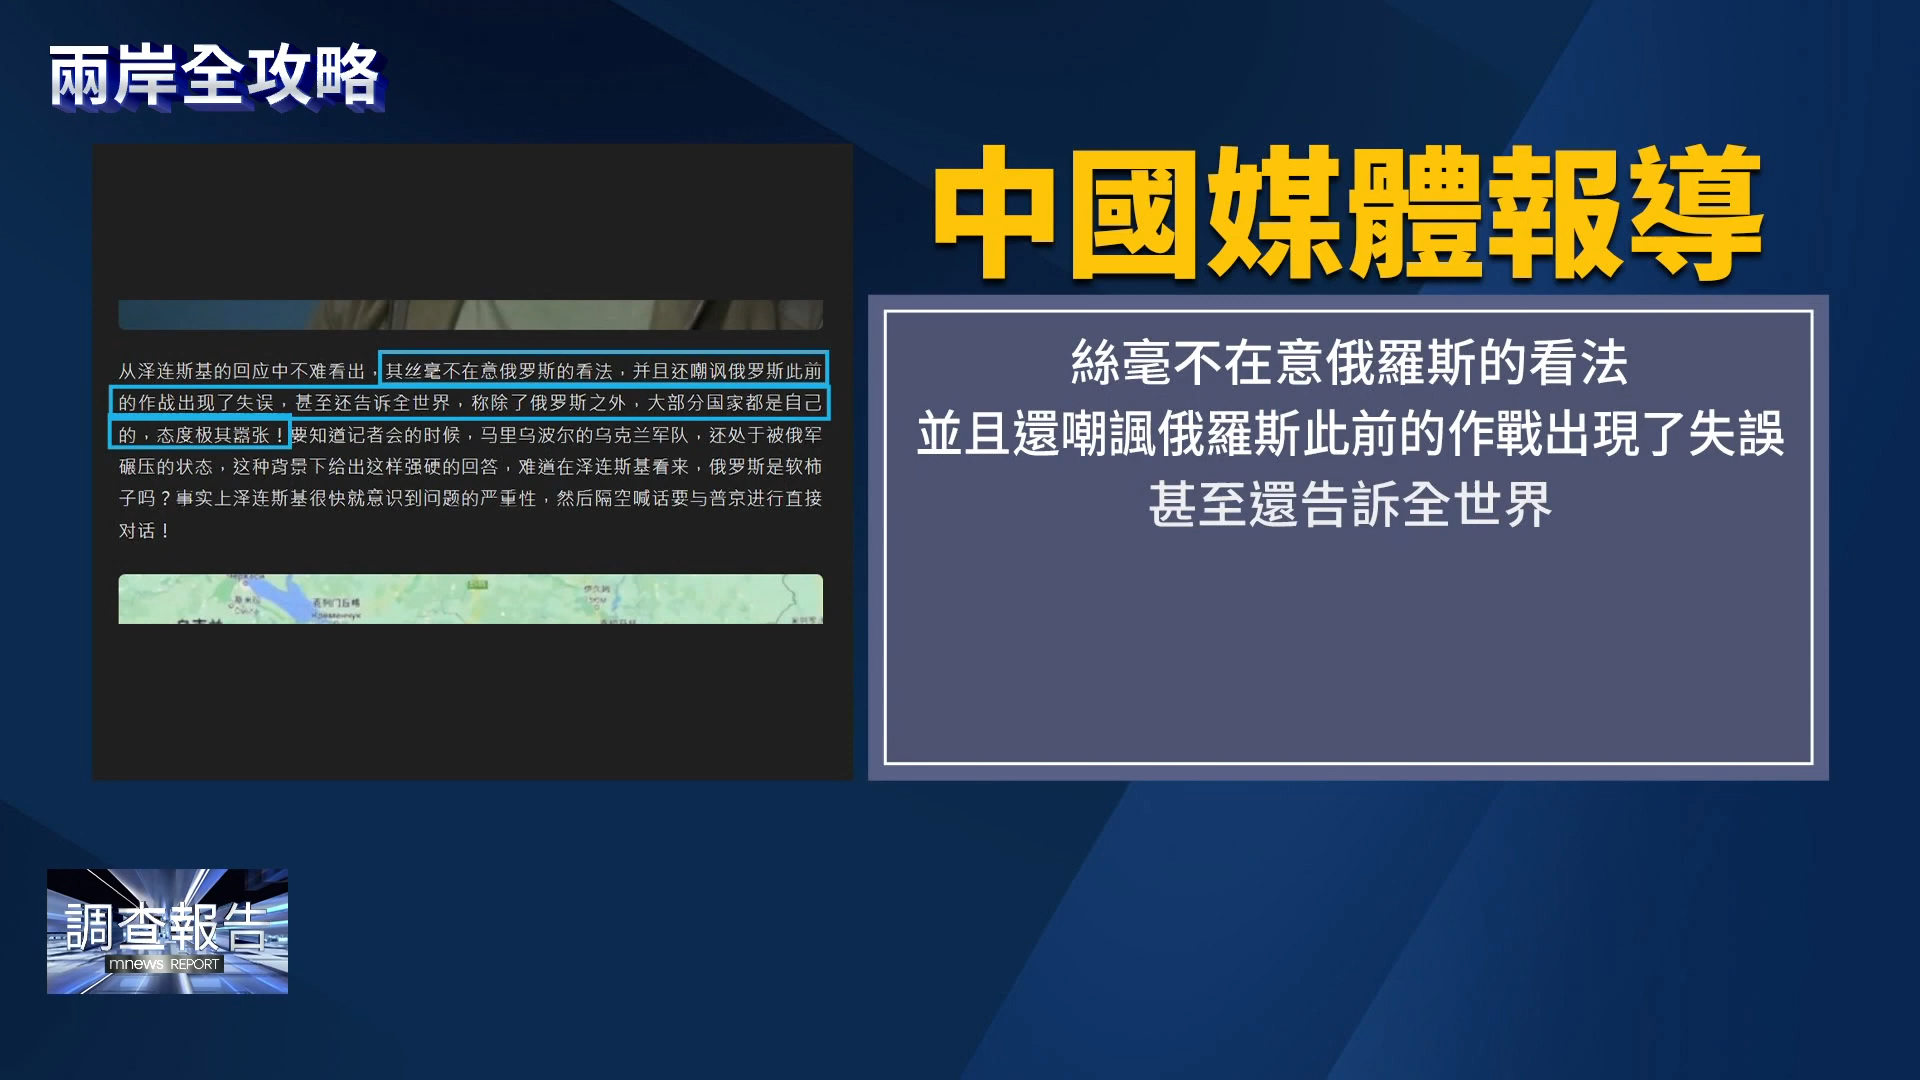 兩岸全攻略
中國媒體報導
从泽连斯基的回应中不难看出，其丝毫不在意俄罗斯的看法，并且还嘲讽俄罗斯此前
的作战出现了失误，甚至还告诉全世界，称除了俄罗斯之外，大部分国家都是自己
的，态度极其嚣张！要知道记者会的时候，马里乌波尔的乌克兰军队，还处于被俄军
碾压的状态，这种背景下给出这样强硬的回答，难道在泽连斯基看来，俄罗斯是软柿
子吗？事实上泽连斯基很快就意识到问题的严重性，然后隔空喊话要与普京进行直接
对话！
絲毫不在意俄羅斯的看法
並且還嘲諷俄羅斯此前的作戰出現了失誤
甚至還告訴全世界
調查報告
mnews REPORT